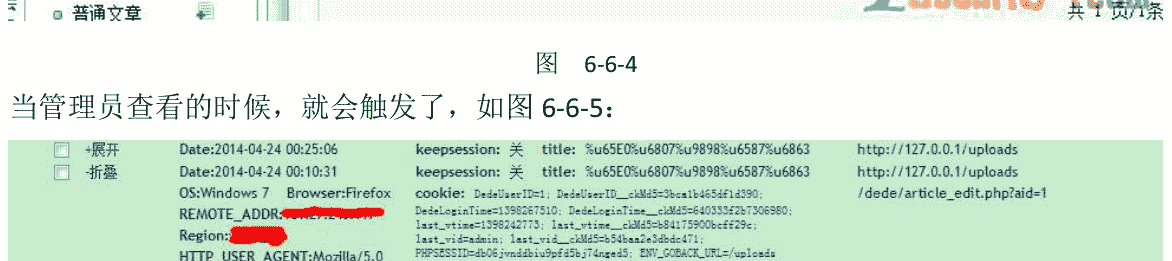 普通文章
共 1 页/1条
图 6-6-4
当管理员查看的时候，就会触发了，如图 6-6-5：
+展开 Date:2014-04-24 00:25:06 keepsession: 关 title: %u65E0%u6807%u9898%u6587%u6863 http://127.0.0.1/uploads
-折叠 Date:2014-04-24 00:10:31 keepsession: 关 title: %u65E0%u6807%u9898%u6587%u6863 http://127.0.0.1/uploads
OS:Windows 7 Browser:Firefox cookie: DedeUserID=1; DedeUserID__ckMd5=3bca1b465df1d390; /dede/article_edit.php?aid=1
REMOTE_ADDR:
DedeLoginTime=1398267510; DedeLoginTime__ckMd5=640333f2b7306980;
last_vtime=1398242773; last_vtime__ckMd5=b84175900bcff29c;
Region:
last_vid=admin; last_vid__ckMd5=b54baa2e3dbdc471;
HTTP_USER_AGENT:Mozilla/5.0 PHPSESSID=db06jvnddbiu9pfd5bj74nged5; ENV_GOBACK_URL=/uploads